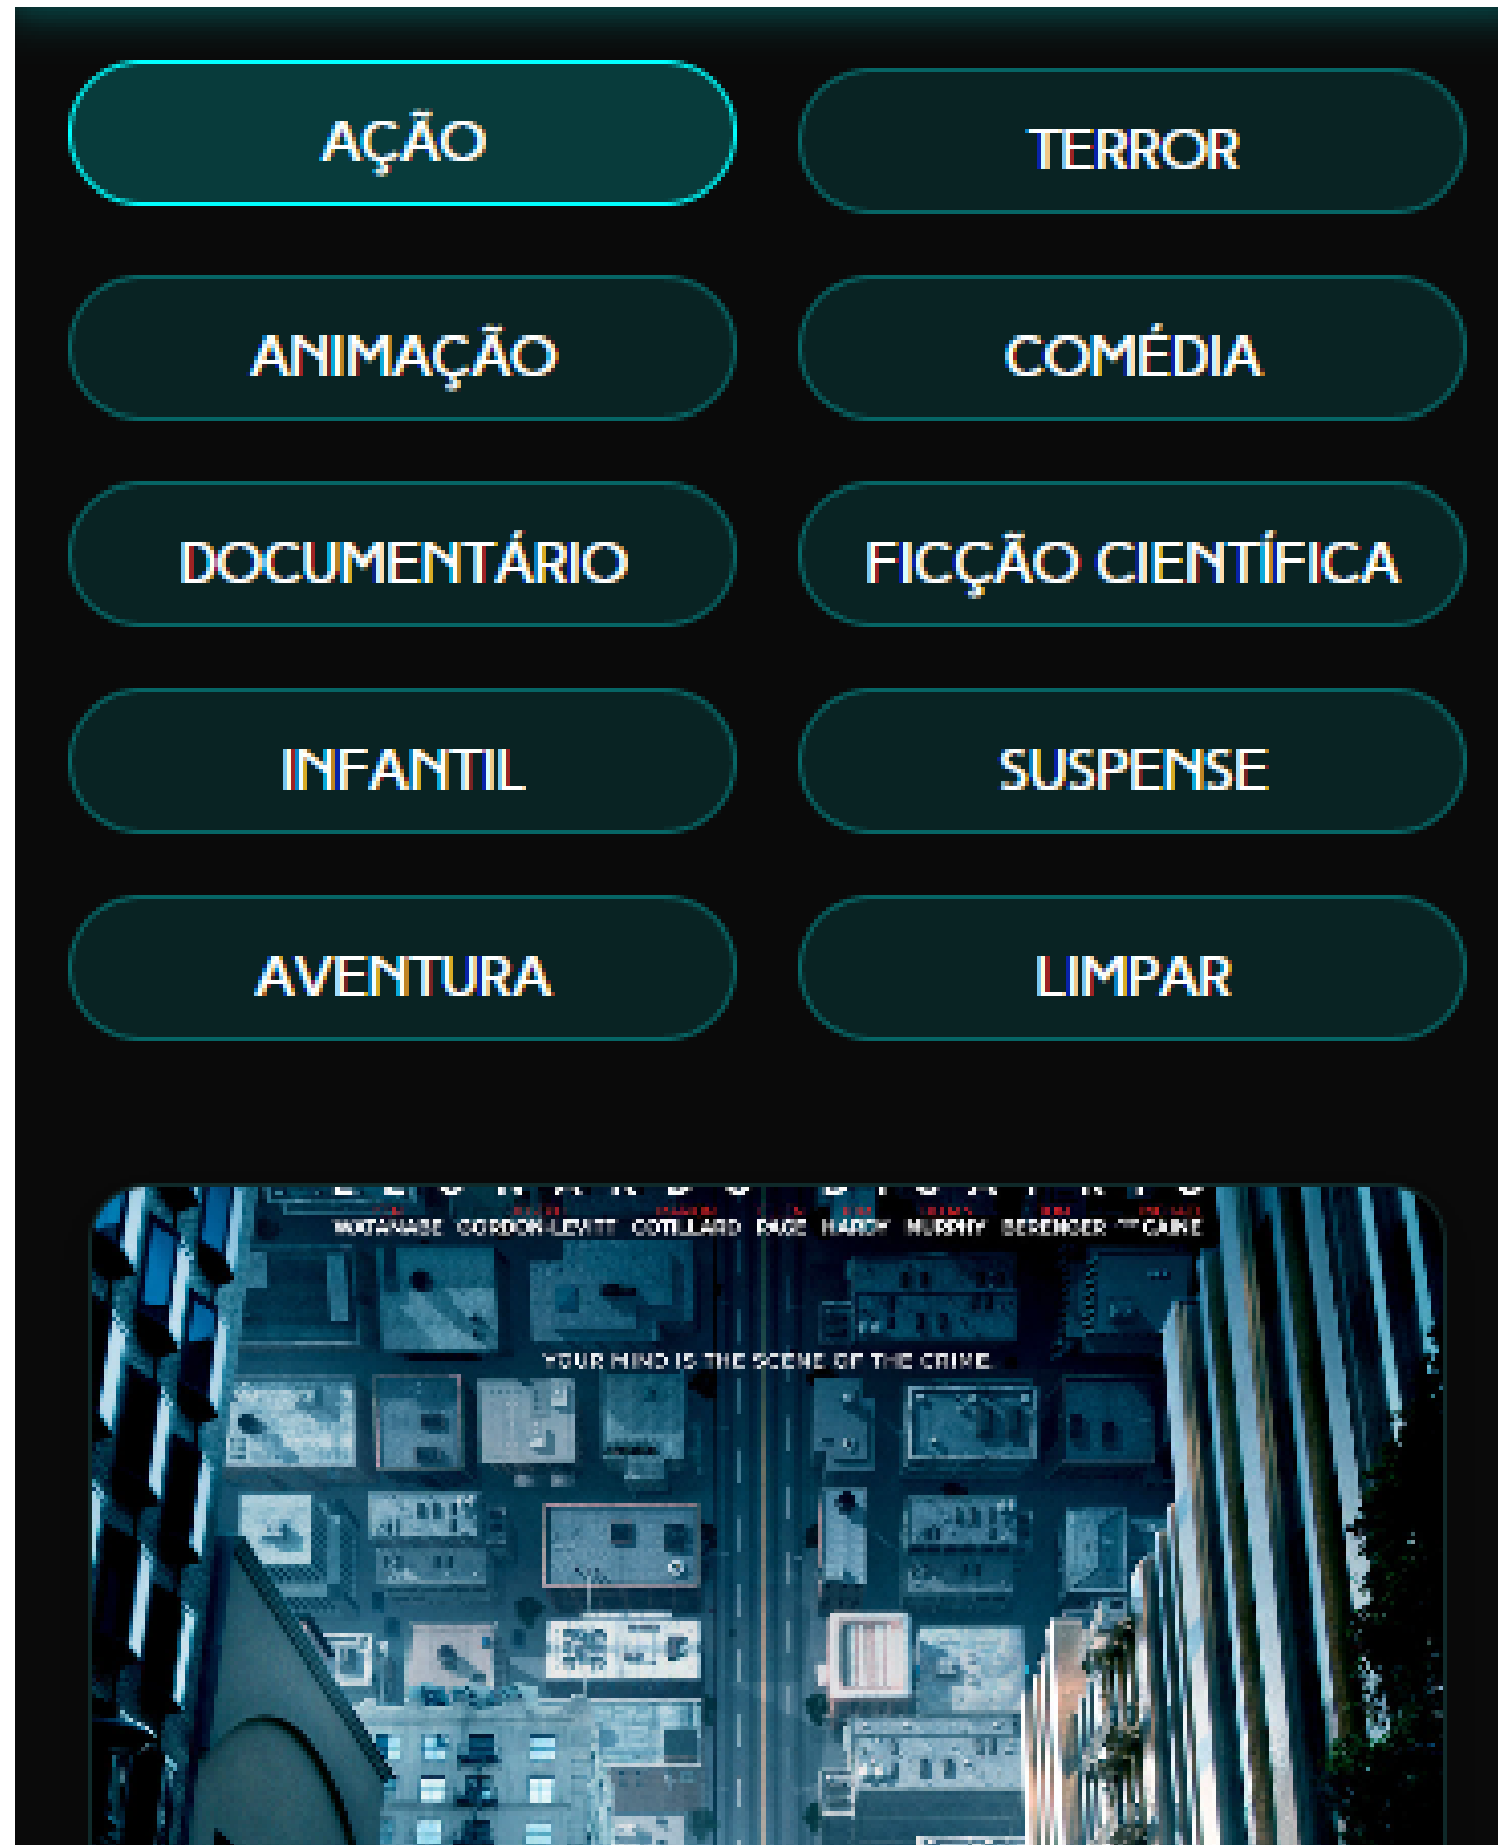 AÇÃO
TERROR
ANIMAÇÃO
COMÉDIA
DOCUMENTÁRIO
FICÇÃO CIENTÍFICA
INFANTIL
SUSPENSE
AVENTURA
LIMPAR
WATANABE GORDON-LEVITT COTILLARD PAGE HARDY MURPHY BERENGER CAINE
YOUR MIND IS THE SCENE OF THE CRIME.